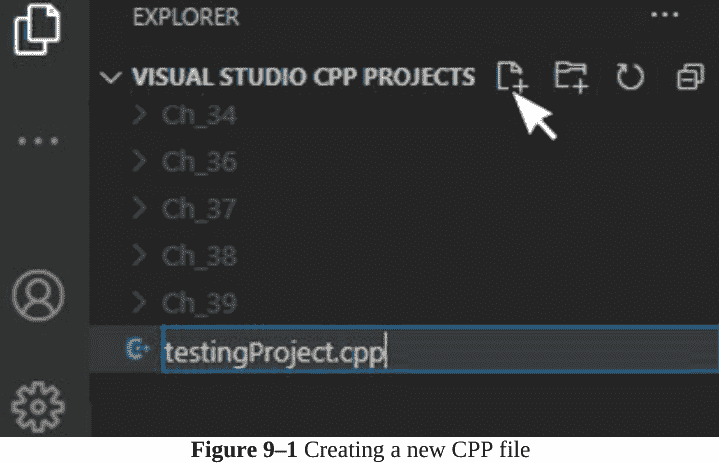 EXPLORER
VISUAL STUDIO CPP PROJECTS
Ch_34
Ch_36
Ch_37
Ch_38
Ch_39
testingProject.cpp
Figure 9–1 Creating a new CPP file